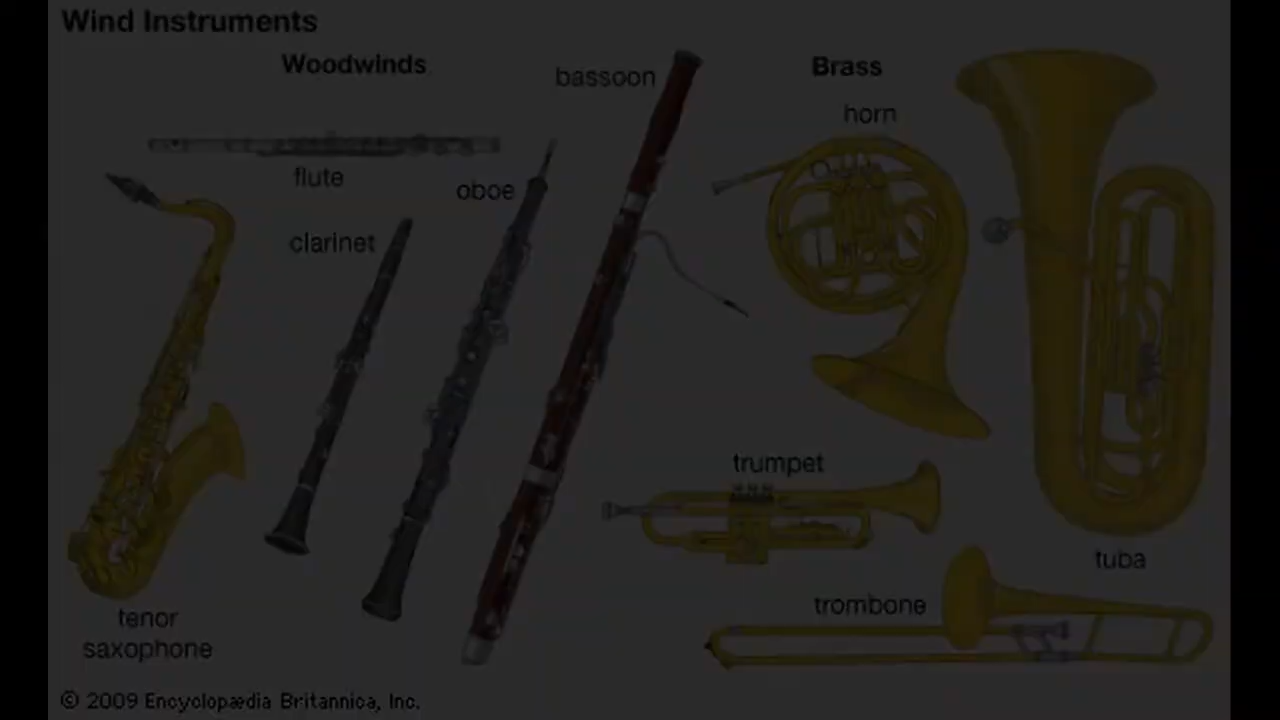 Wind Instruments
Woodwinds
Brass
bassoon
horn
flute
oboe
clarinet
trumpet
tuba
trombone
tenor
saxophone
© 2009 Encyclopædia Britannica, Inc.